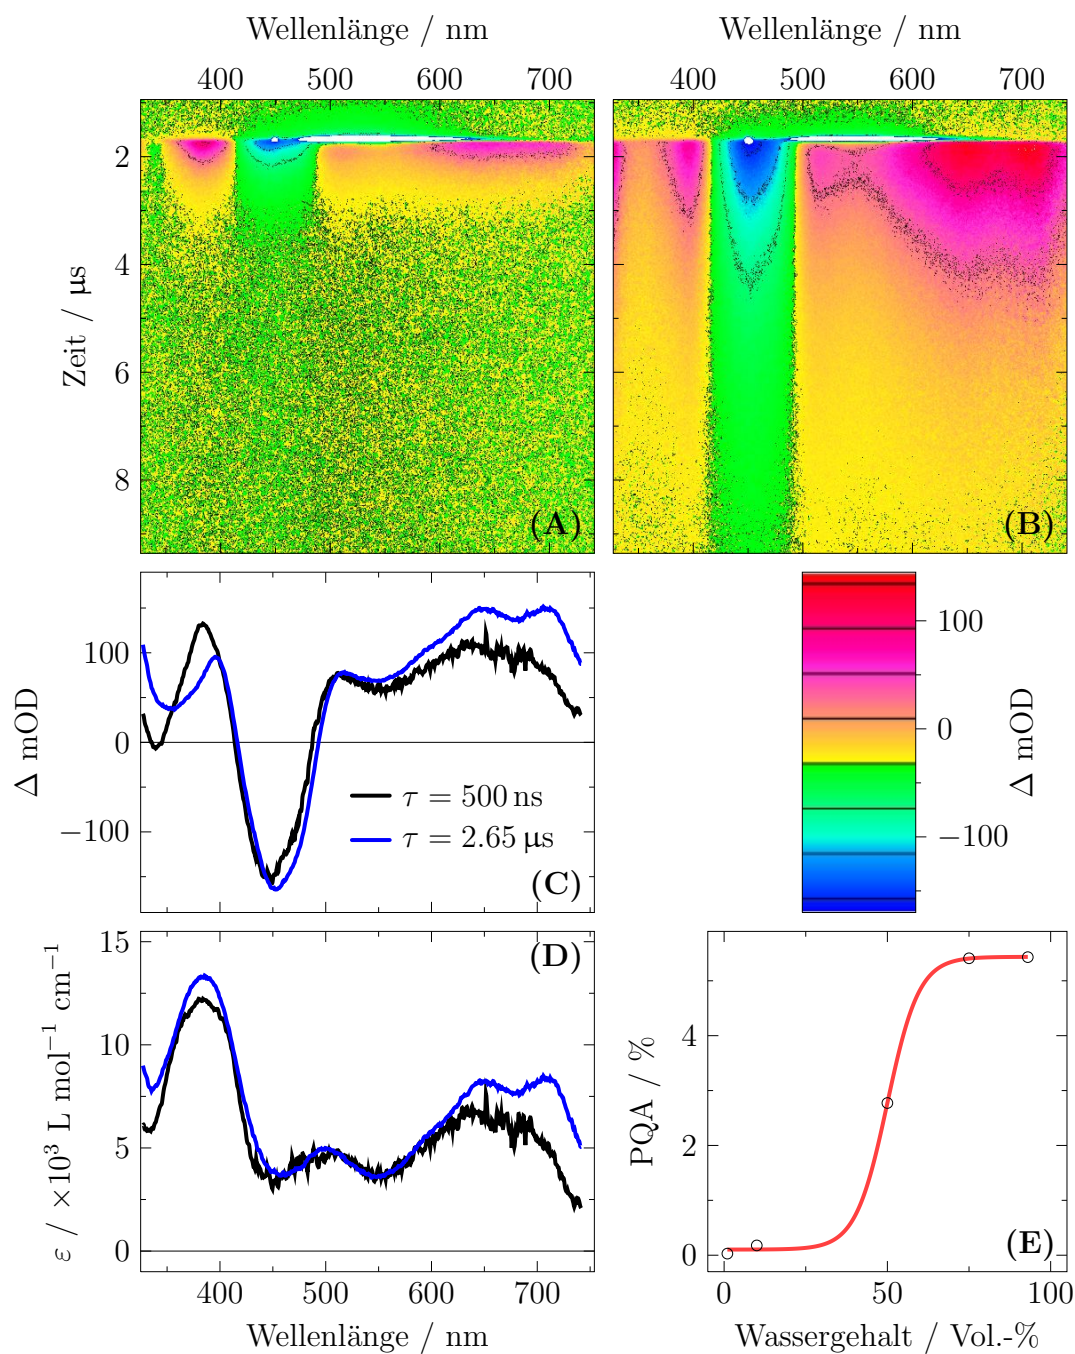 Wellenlänge / nm
Wellenlänge / nm
400 500 600 700
400 500 600 700
Zeit / µs
2
4
6
8
(A)
(B)
Δ mOD
100
0
−100
τ = 500 ns
τ = 2.65 µs
(C)
100
0
−100
Δ mOD
ε / ×10³ L mol⁻¹ cm⁻¹
15
10
5
0
(D)
400 500 600 700
Wellenlänge / nm
PQA / %
4
2
0
(E)
0 50 100
Wassergehalt / Vol.-%